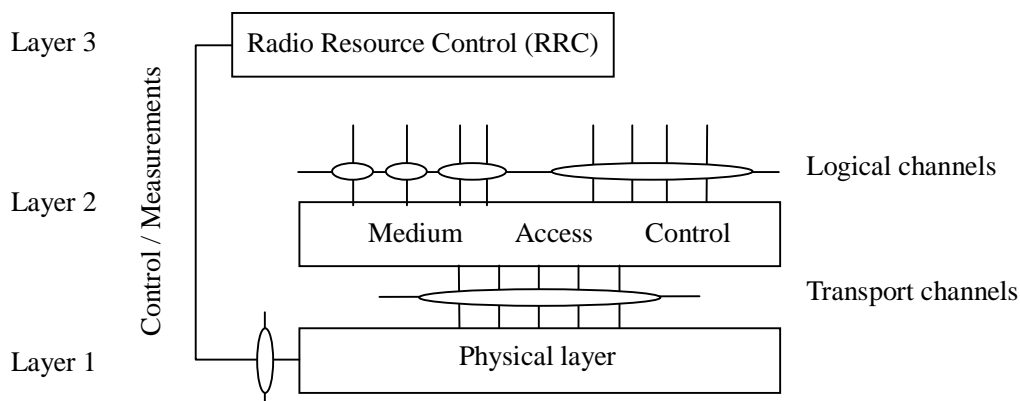 Layer 3
Radio Resource Control (RRC)
Control / Measurements
Logical channels
Layer 2
Medium Access Control
Transport channels
Layer 1
Physical layer